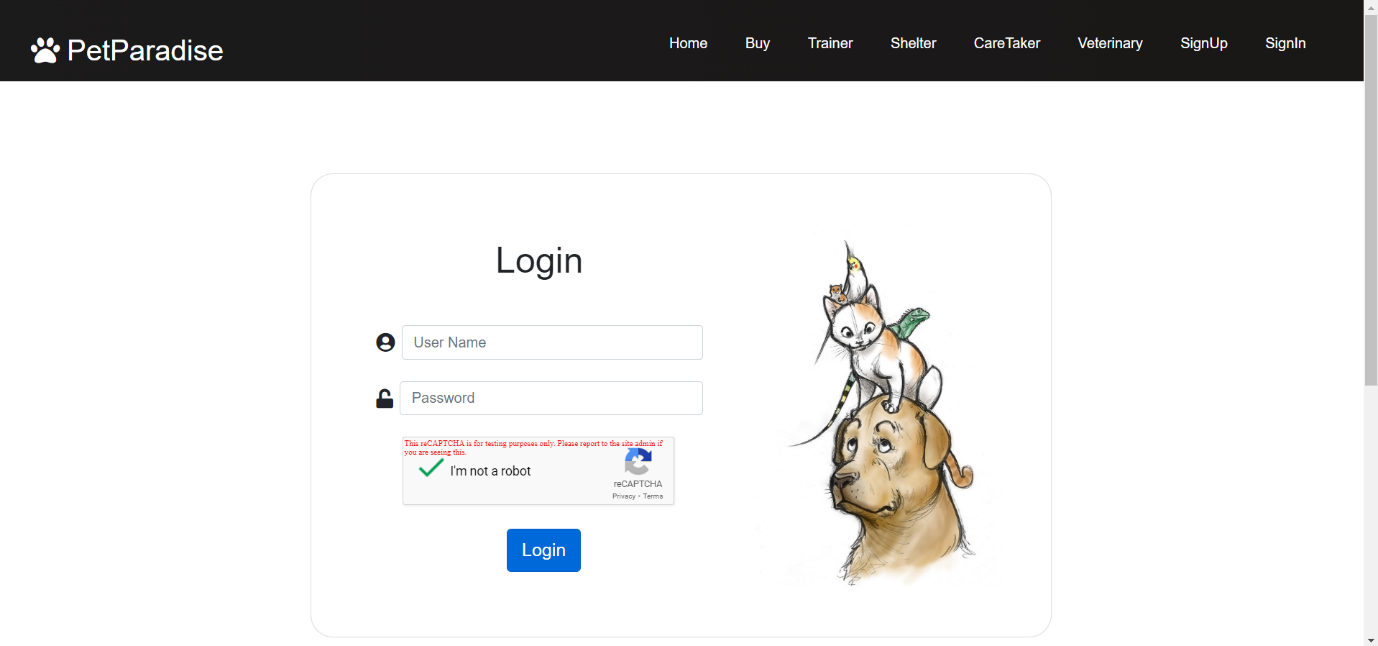 PetParadise
Home Buy Trainer Shelter CareTaker Veterinary SignUp SignIn
Login
User Name
Password
This reCAPTCHA is for testing purposes only. Please report to the site admin if
you are seeing this.
I'm not a robot
reCAPTCHA
Privacy • Terms
Login